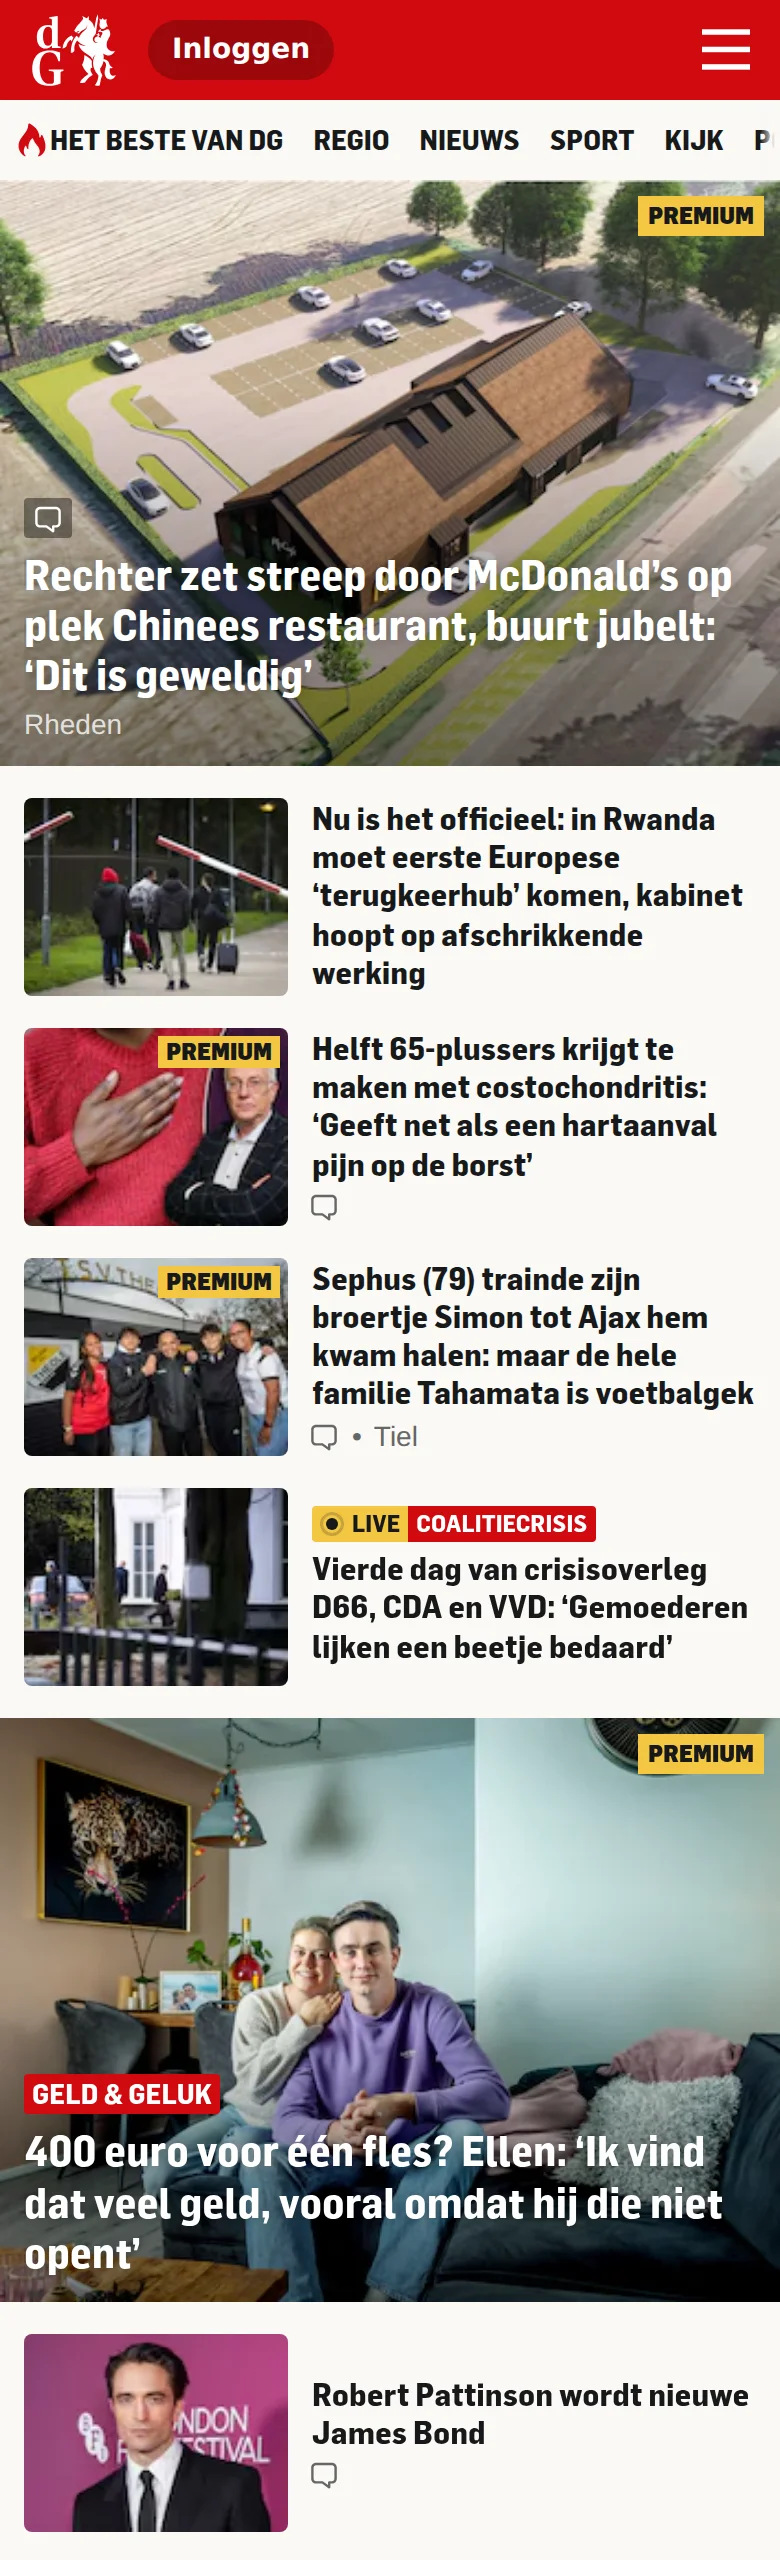 d
G
Inloggen
HET BESTE VAN DG REGIO NIEUWS SPORT KIJK
PREMIUM
Rechter zet streep door McDonald’s op
plek Chinees restaurant, buurt jubelt:
‘Dit is geweldig’
Rheden
Nu is het officieel: in Rwanda
moet eerste Europese
‘terugkeerhub’ komen, kabinet
hoopt op afschrikkende
werking
PREMIUM
Helft 65-plussers krijgt te
maken met costochondritis:
‘Geeft net als een hartaanval
pijn op de borst’
T.S.V. THE
PREMIUM
Sephus (79) trainde zijn
broertje Simon tot Ajax hem
kwam halen: maar de hele
familie Tahamata is voetbalgek
• Tiel
LIVE COALITIECRISIS
Vierde dag van crisisoverleg
D66, CDA en VVD: ‘Gemoederen
lijken een beetje bedaard’
PREMIUM
GELD & GELUK
400 euro voor één fles? Ellen: ‘Ik vind
dat veel geld, vooral omdat hij die niet
opent’
BFI
NDON
F ESTIVAL
Robert Pattinson wordt nieuwe
James Bond